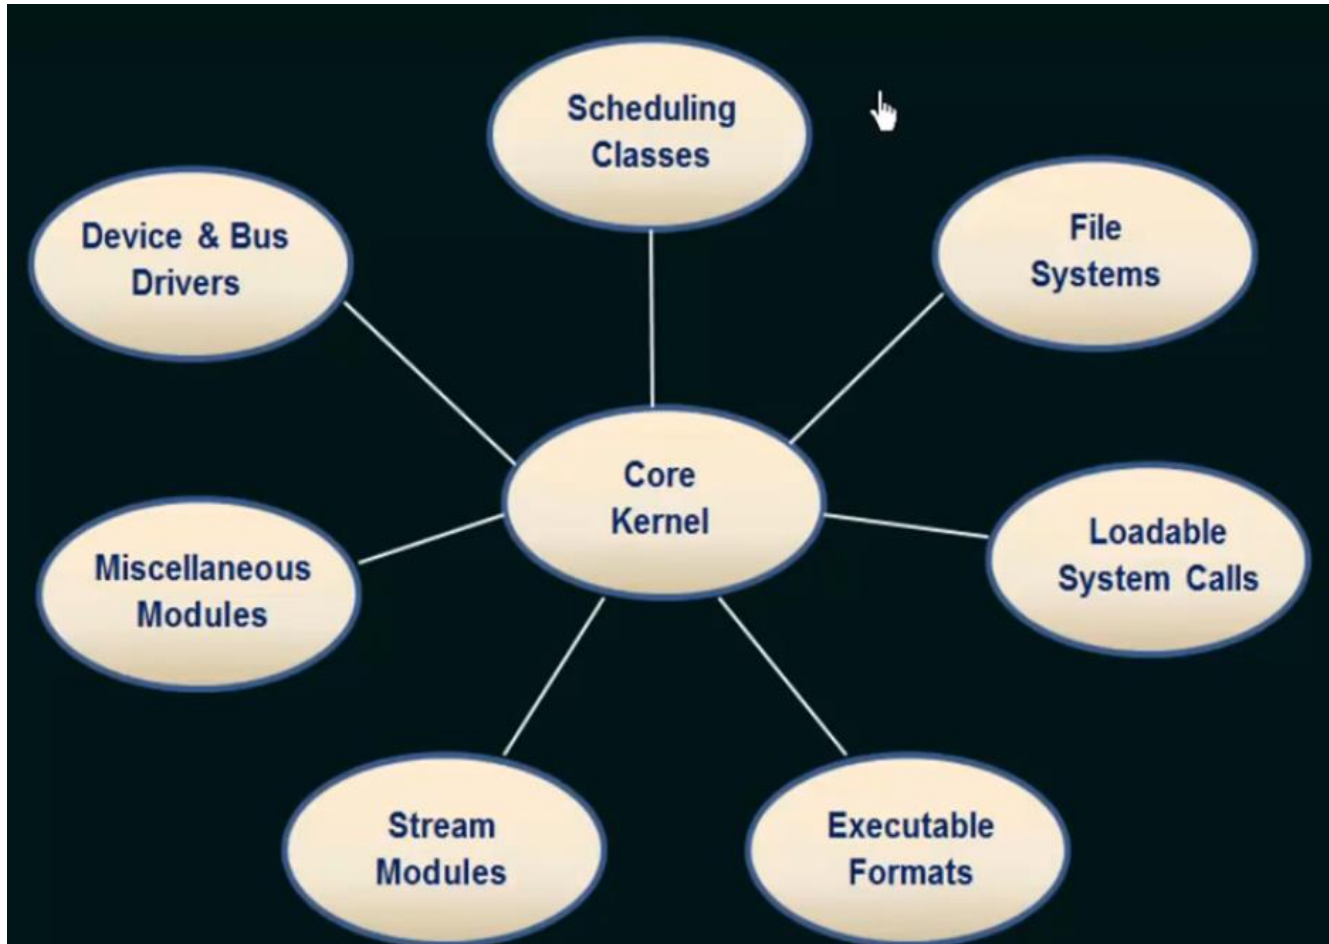 Scheduling
Classes
Device & Bus
Drivers
File
Systems
Core
Kernel
Loadable
System Calls
Miscellaneous
Modules
Stream
Modules
Executable
Formats